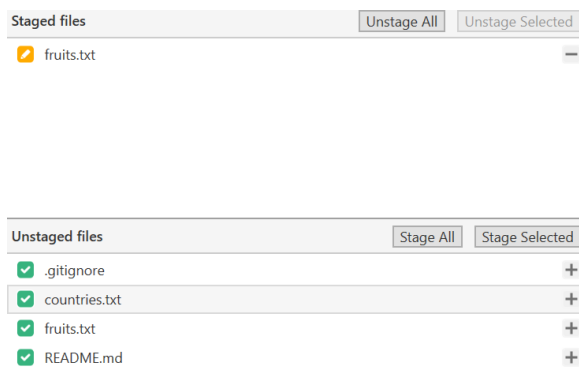 Staged files Unstage All Unstage Selected
fruits.txt
Unstaged files Stage All Stage Selected
.gitignore
countries.txt
fruits.txt
README.md